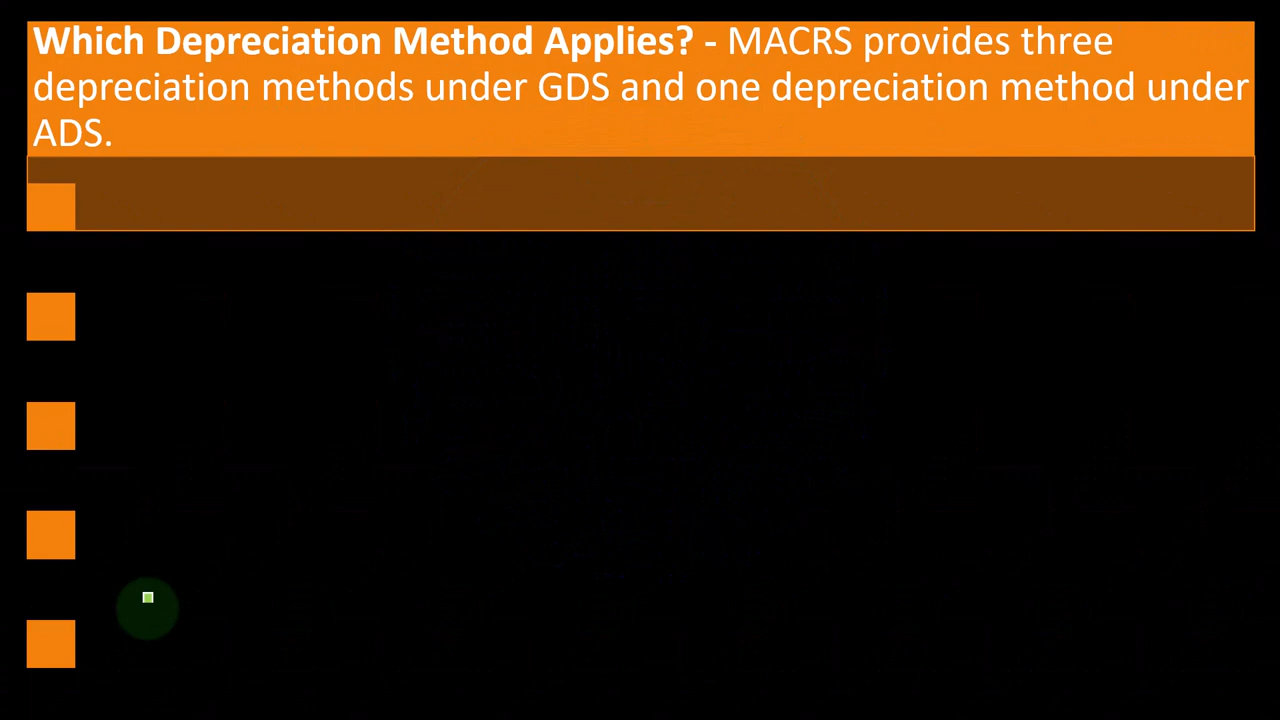 Which Depreciation Method Applies? - MACRS provides three
depreciation methods under GDS and one depreciation method under
ADS.